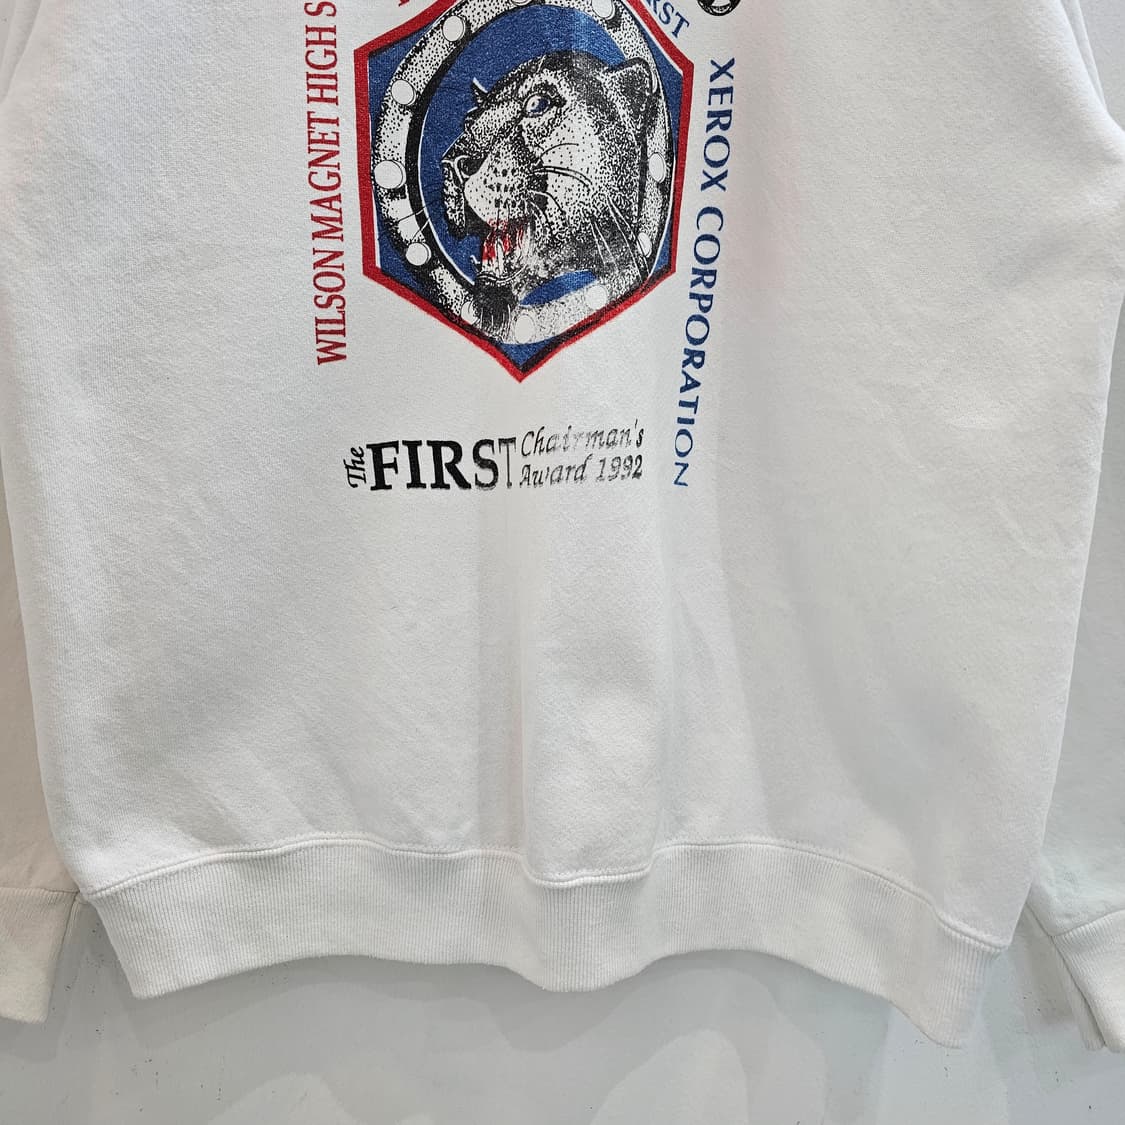 WILSON MAGNET HIGH S
RST
XEROX CORPORATION
The FIRST Chairman's
Award 1992